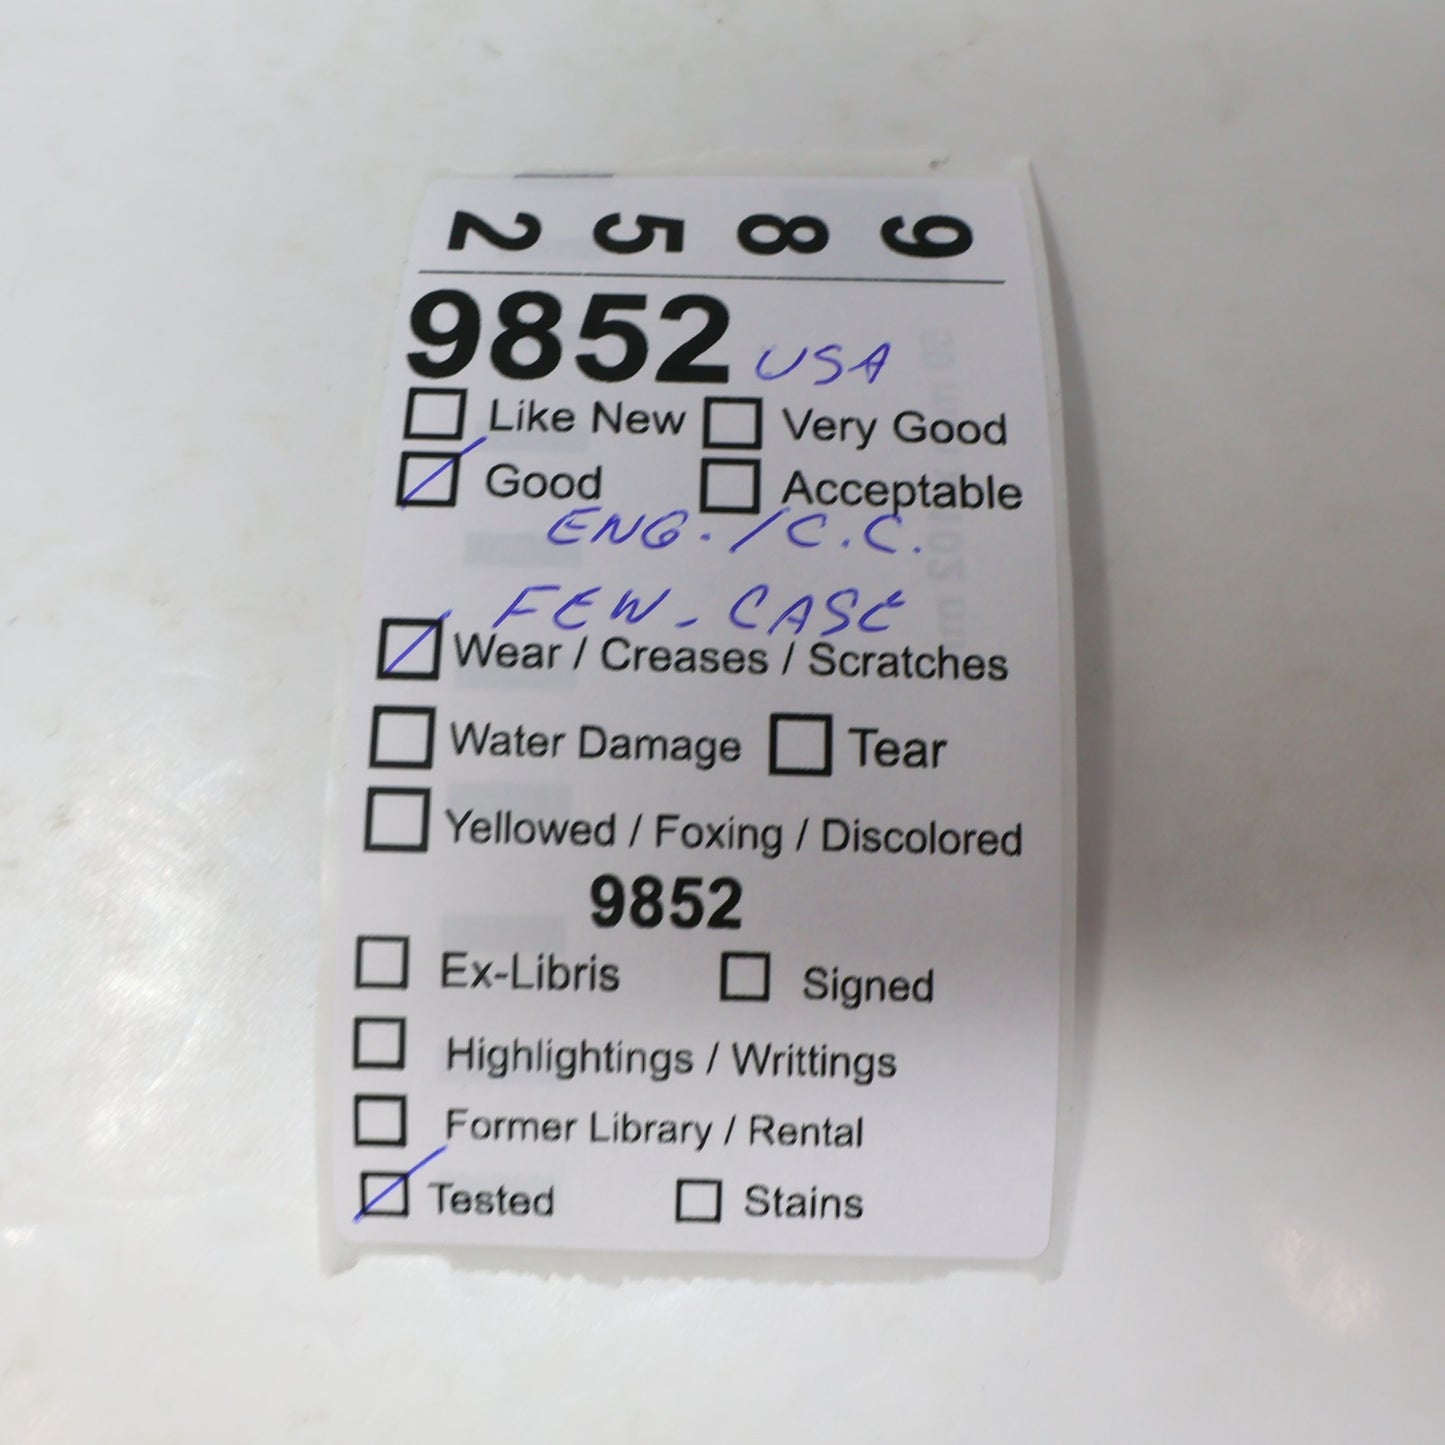 2 5 8 9
9852 USA
Like New Very Good
Good Acceptable
ENG. / C.C.
FEW - CASE
Wear / Creases / Scratches
Water Damage Tear
Yellowed / Foxing / Discolored
9852
Ex-Libris Signed
Highlightings / Writtings
Former Library / Rental
Tested Stains